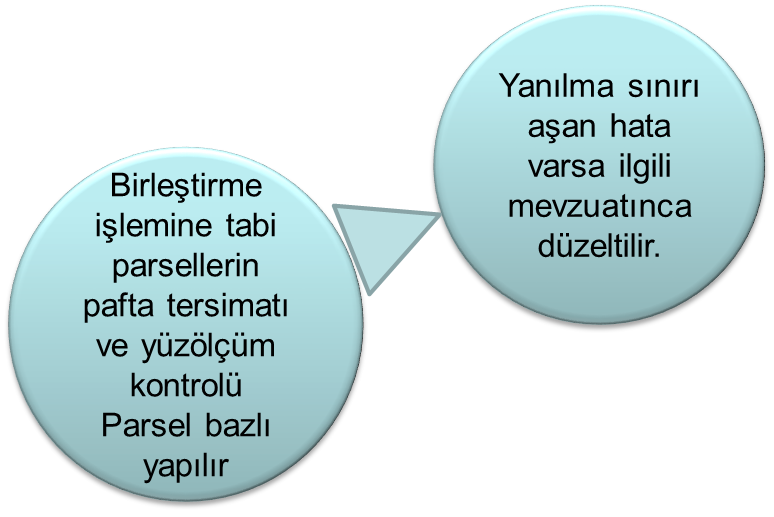 Birleştirme
işlemine tabi
parsellerin
pafta tersimatı
ve yüzölçüm
kontrolü
Parsel bazlı
yapılır
Yanılma sınırı
aşan hata
varsa ilgili
mevzuatınca
düzeltilir.